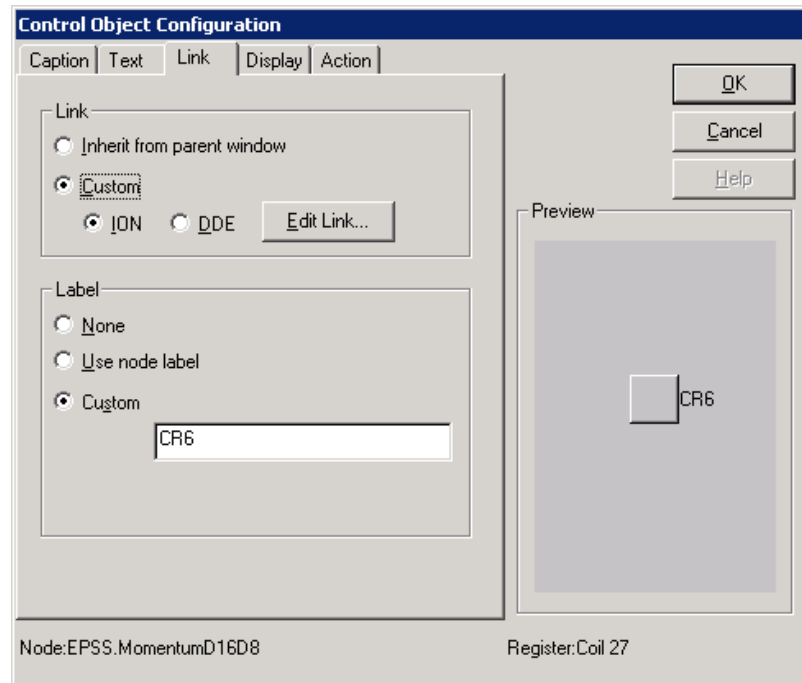 Control Object Configuration
Caption Text Link Display Action
OK
Cancel
Help
Link
Inherit from parent window
Custom
ION DDE Edit Link...
Label
None
Use node label
Custom
CR6
Preview
CR6
Node:EPSS.MomentumD16D8 Register:Coil 27